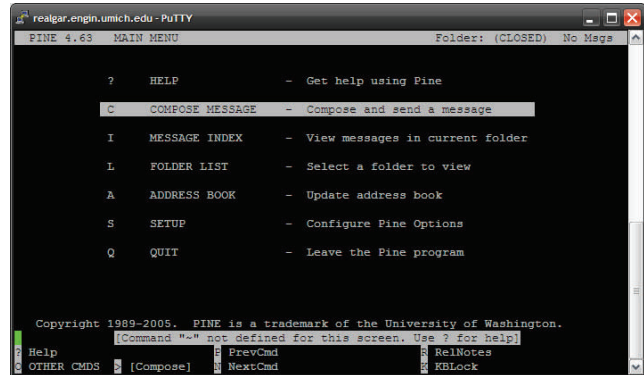 realgar.engin.umich.edu - PuTTY
PINE 4.63 MAIN MENU Folder: (CLOSED) No Msgs
? HELP - Get help using Pine
C COMPOSE MESSAGE - Compose and send a message
I MESSAGE INDEX - View messages in current folder
L FOLDER LIST - Select a folder to view
A ADDRESS BOOK - Update address book
S SETUP - Configure Pine Options
Q QUIT - Leave the Pine program
Copyright 1989-2005. PINE is a trademark of the University of Washington.
[Command "~" not defined for this screen. Use ? for help]
? Help P PrevCmd R RelNotes
O OTHER CMDS > [Compose] N NextCmd K KBLock